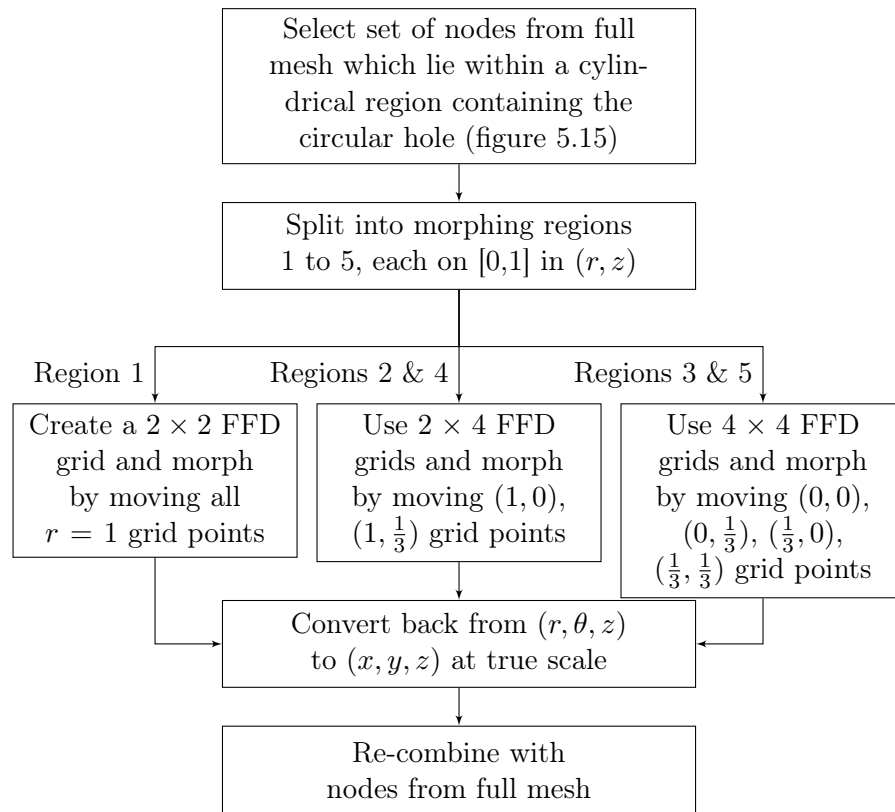 Select set of nodes from full
mesh which lie within a cylin-
drical region containing the
circular hole (figure 5.15)
Split into morphing regions
1 to 5, each on [0,1] in (r, z)
Region 1
Regions 2 & 4
Regions 3 & 5
Create a 2 × 2 FFD
grid and morph
by moving all
r = 1 grid points
Use 2 × 4 FFD
grids and morph
by moving (1, 0),
(1, 1/3) grid points
Use 4 × 4 FFD
grids and morph
by moving (0, 0),
(0, 1/3), (1/3, 0),
(1/3, 1/3) grid points
Convert back from (r, θ, z)
to (x, y, z) at true scale
Re-combine with
nodes from full mesh